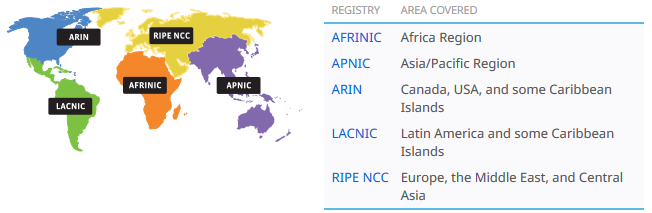 ARIN
RIPE NCC
AFRINIC
APNIC
LACNIC
REGISTRY AREA COVERED
AFRINIC Africa Region
APNIC Asia/Pacific Region
ARIN Canada, USA, and some Caribbean
Islands
LACNIC Latin America and some Caribbean
Islands
RIPE NCC Europe, the Middle East, and Central
Asia